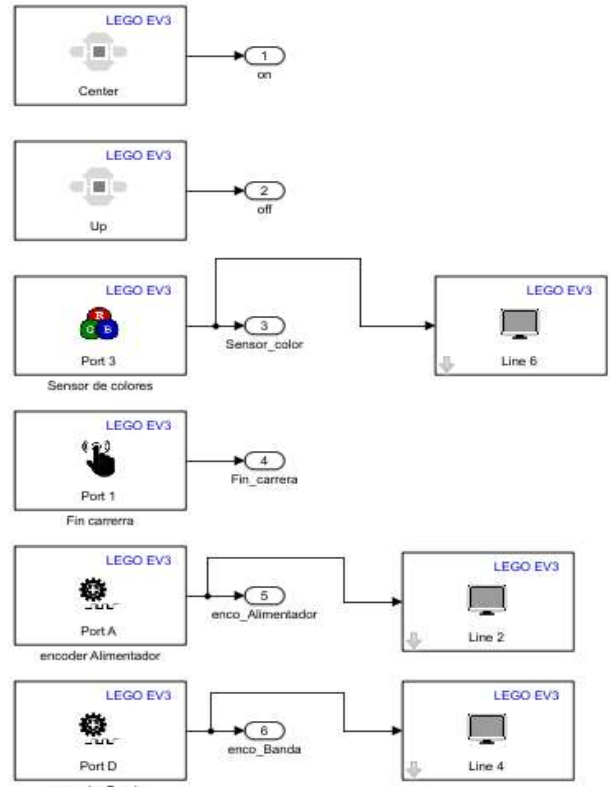 LEGO EV3
Center
1
on
LEGO EV3
Up
2
off
LEGO EV3
R
G B
Port 3
Sensor de colores
3
Sensor_color
LEGO EV3
Line 6
LEGO EV3
Port 1
Fin carrerra
4
Fin_carrera
LEGO EV3
Port A
encoder Alimentador
5
enco_Alimentador
LEGO EV3
Line 2
LEGO EV3
Port D
6
enco_Banda
LEGO EV3
Line 4